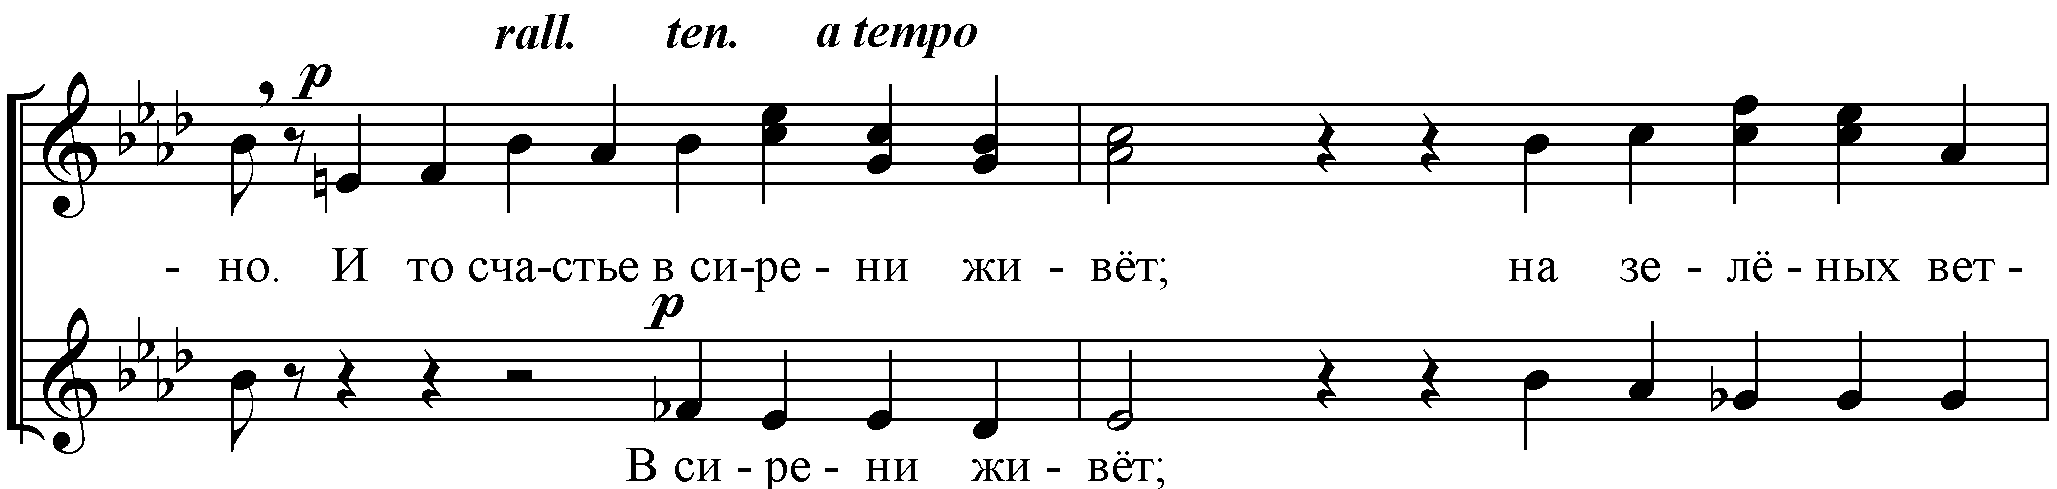 rall. ten. a tempo
p
- но. И то сча-стье в си-ре - ни жи - вёт; на зе - лё - ных вет -
p
В си - ре - ни жи - вёт;